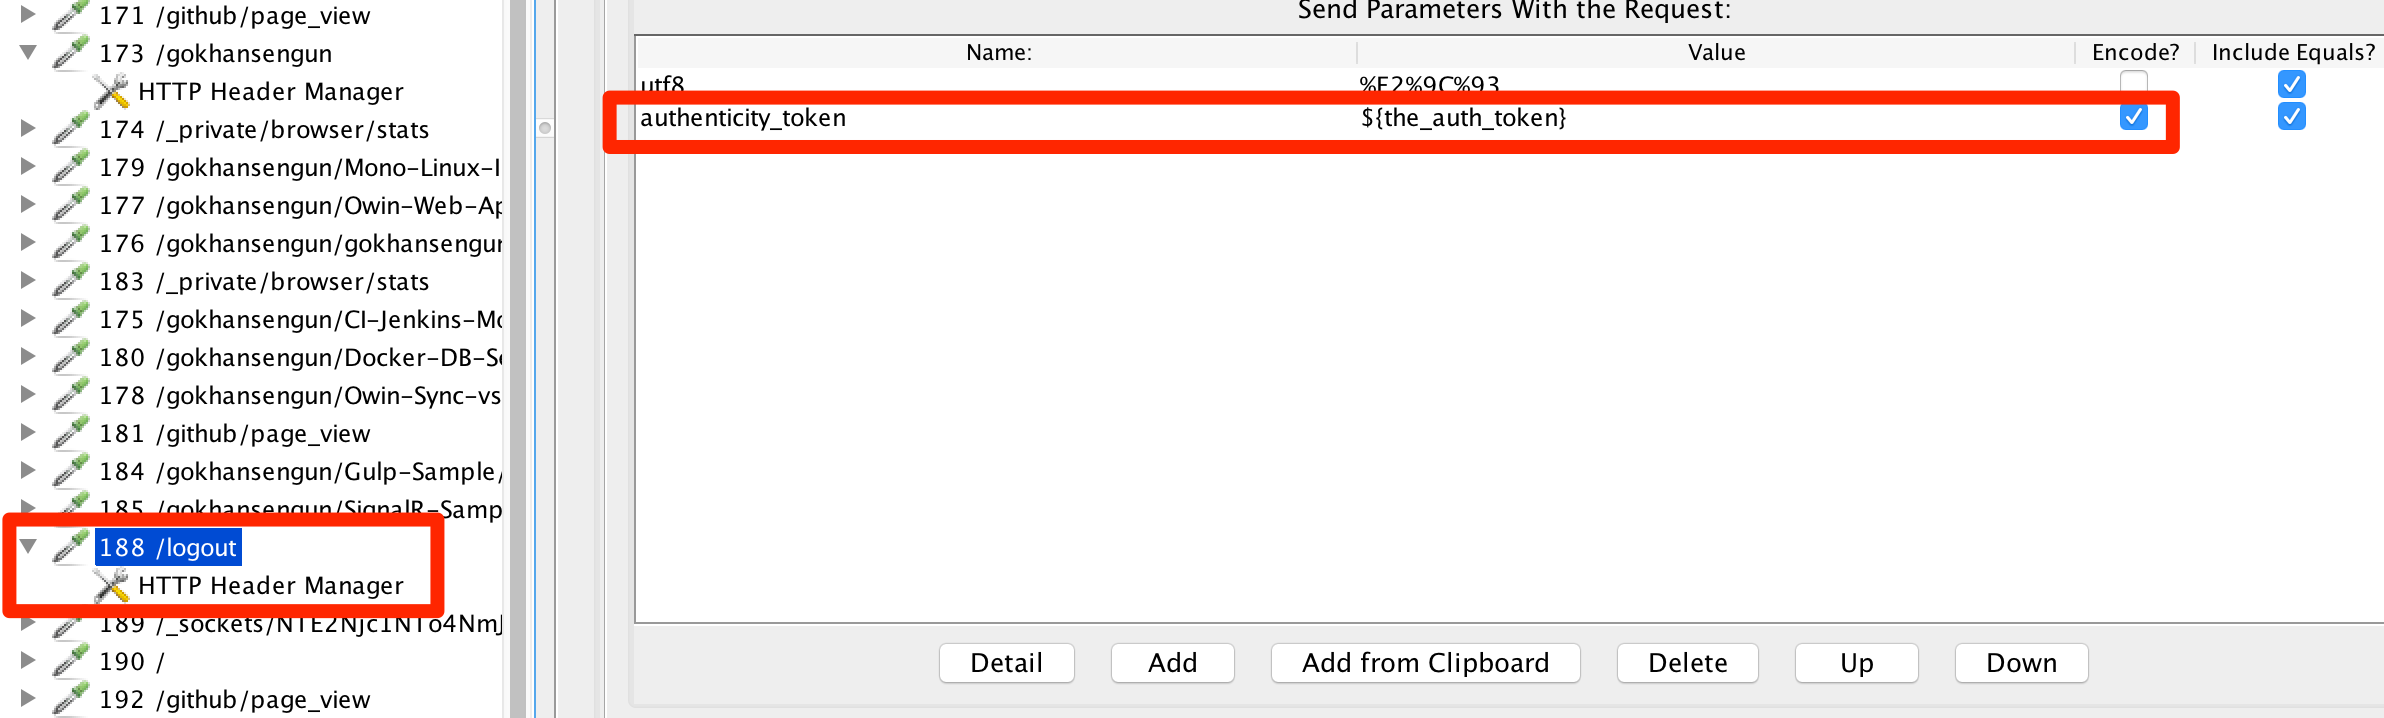 171 /github/page_view
173 /gokhansengun
HTTP Header Manager
174 /_private/browser/stats
179 /gokhansengun/Mono-Linux-I
177 /gokhansengun/Owin-Web-Ap
176 /gokhansengun/gokhansengur
183 /_private/browser/stats
175 /gokhansengun/CI-Jenkins-Mo
180 /gokhansengun/Docker-DB-Se
178 /gokhansengun/Owin-Sync-vs
181 /github/page_view
184 /gokhansengun/Gulp-Sample/
185 /gokhansengun/SignalR-Samp
188 /logout
HTTP Header Manager
189 /_sockets/NTE2Njc1NTo4NmJ
190 /
192 /github/page_view
Send Parameters With the Request:
Name: Value Encode? Include Equals?
utf8 %E2%9C%93
authenticity_token ${the_auth_token}
Detail Add Add from Clipboard Delete Up Down